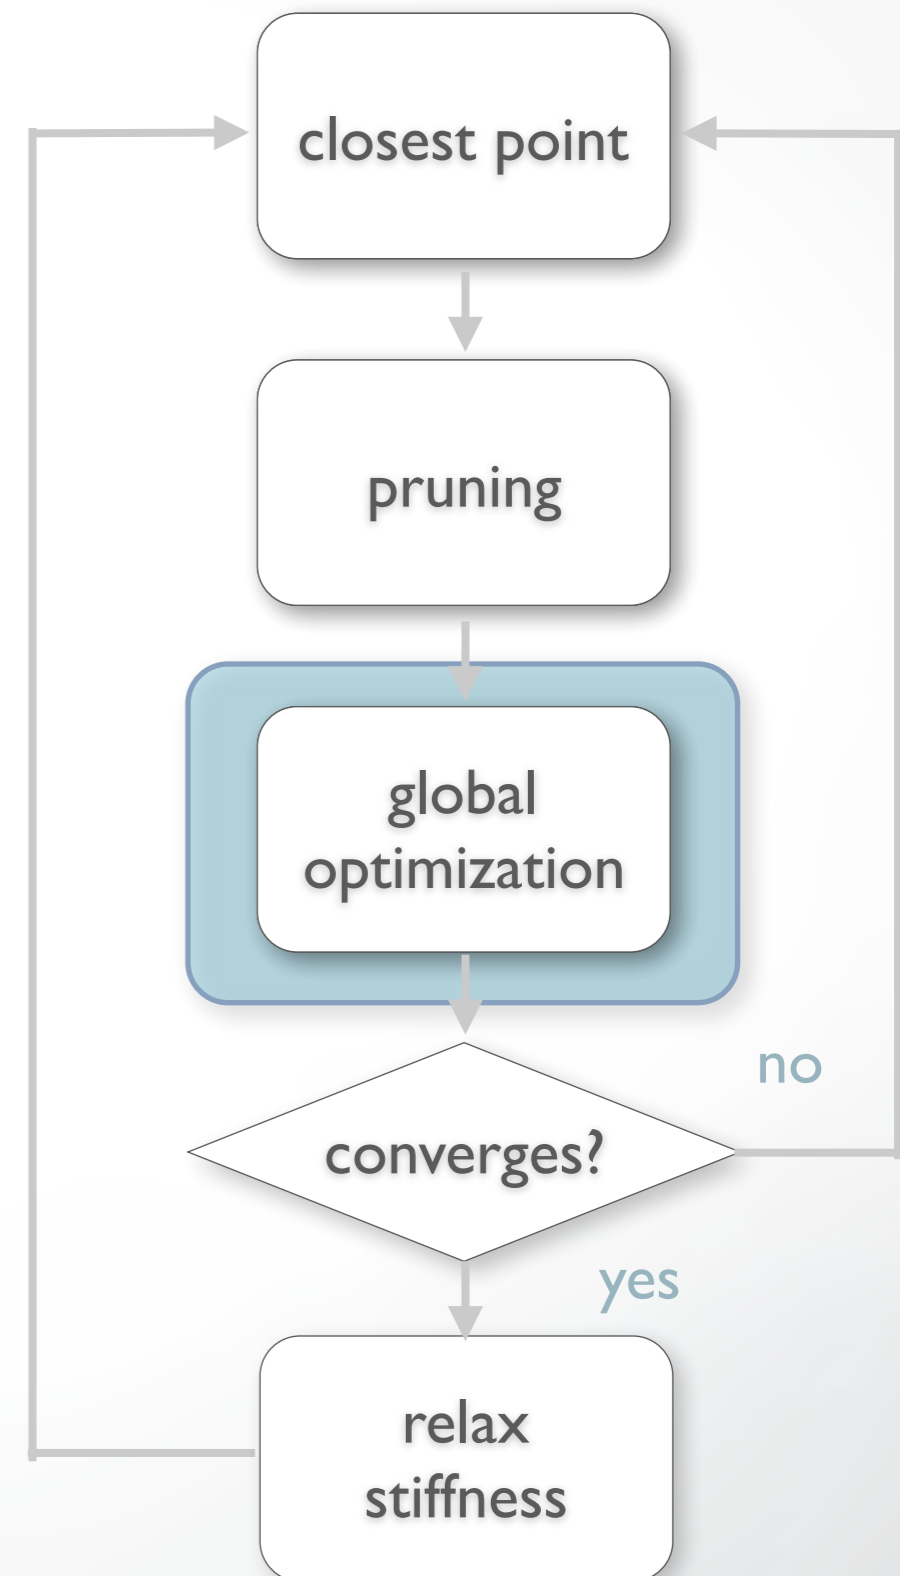 closest point
pruning
global
optimization
no
converges?
yes
relax
stiffness